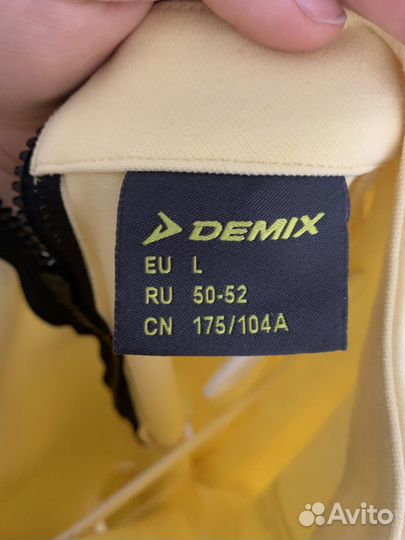 DEMIX
EU L
RU 50-52
CN 175/104A
Avito